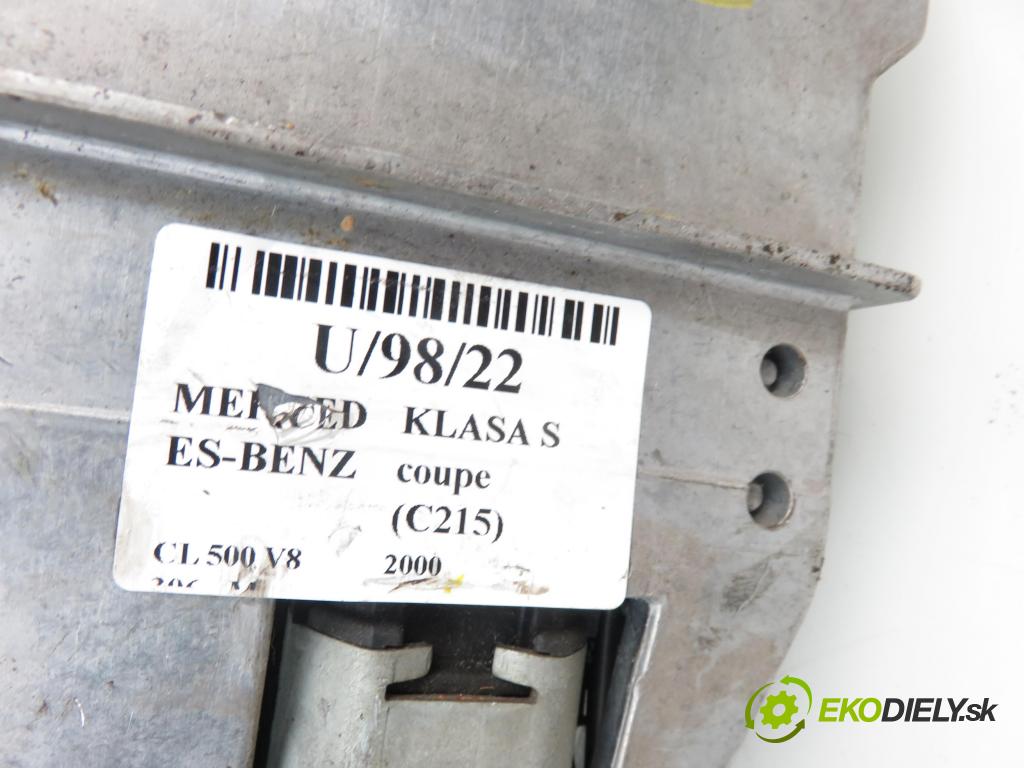 U/98/22
MERCED KLASA S
ES-BENZ coupe
(C215)
CL 500 V8 2000
EKODIELY.sk